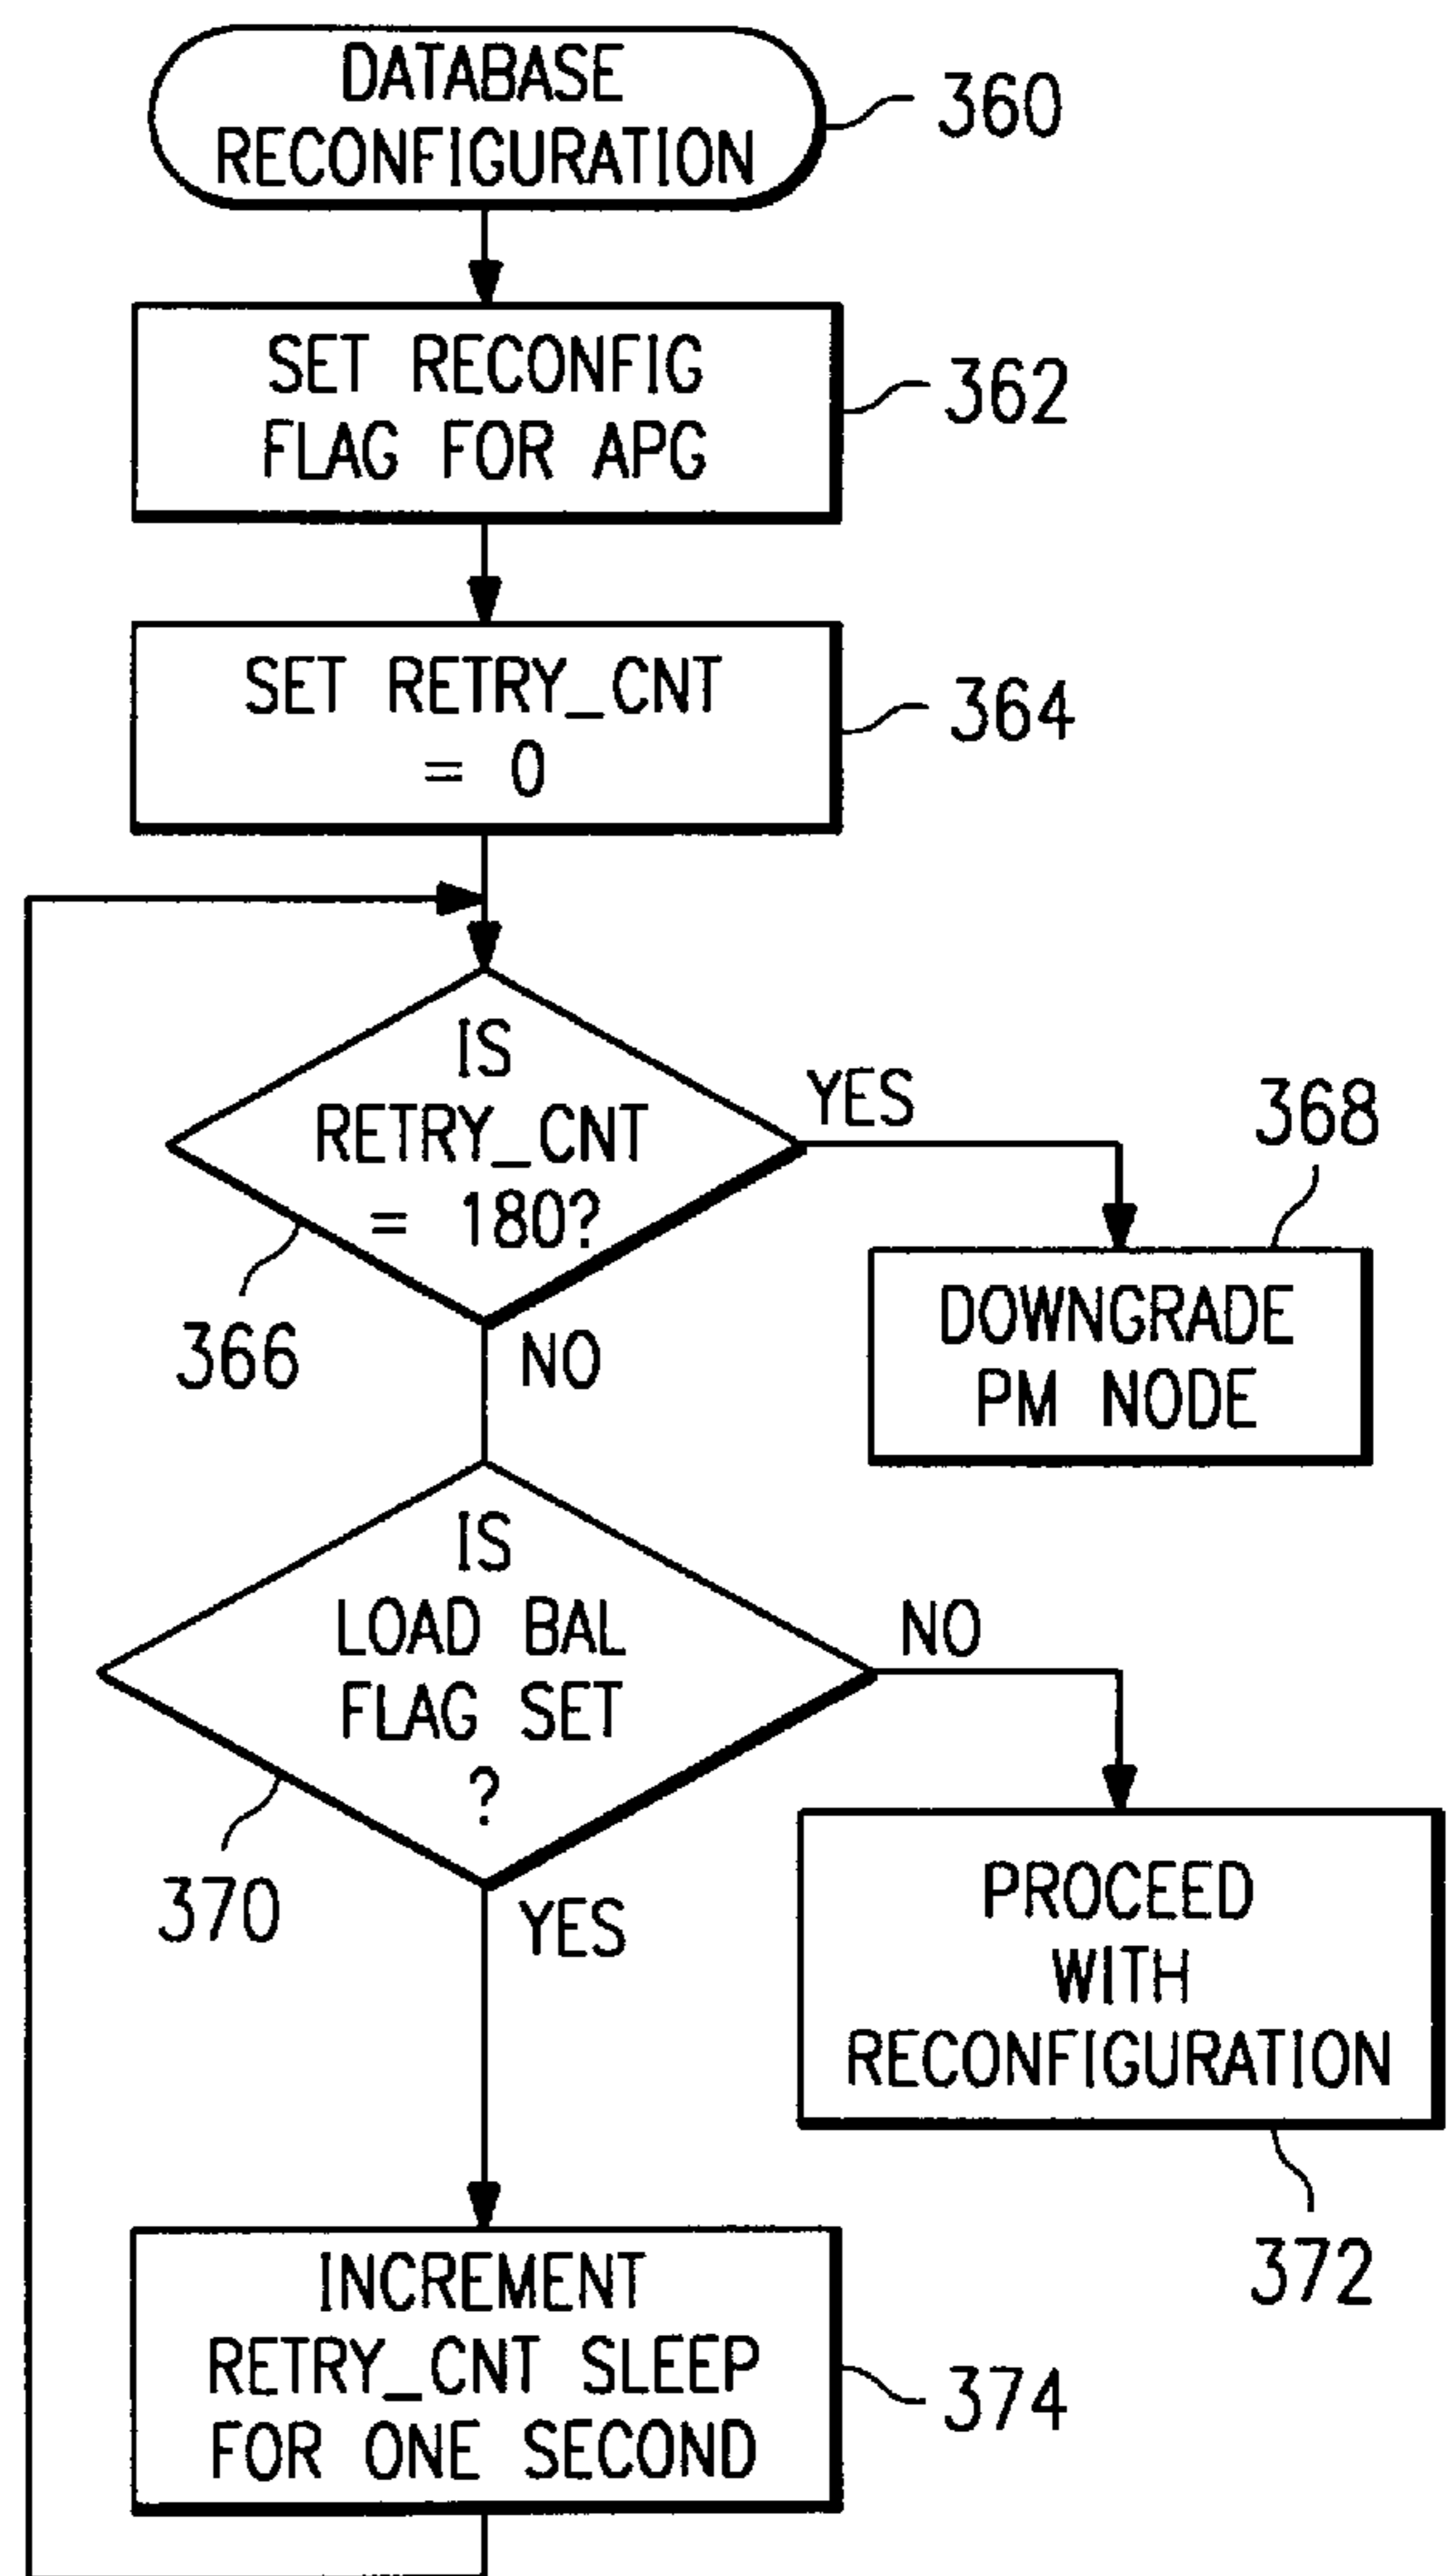 DATABASE
RECONFIGURATION
360
SET RECONFIG
FLAG FOR APG
362
SET RETRY_CNT
= 0
364
IS
RETRY_CNT
= 180?
YES
366
NO
368
DOWNGRADE
PM NODE
IS
LOAD BAL
FLAG SET
?
NO
370
YES
PROCEED
WITH
RECONFIGURATION
372
INCREMENT
RETRY_CNT SLEEP
FOR ONE SECOND
374